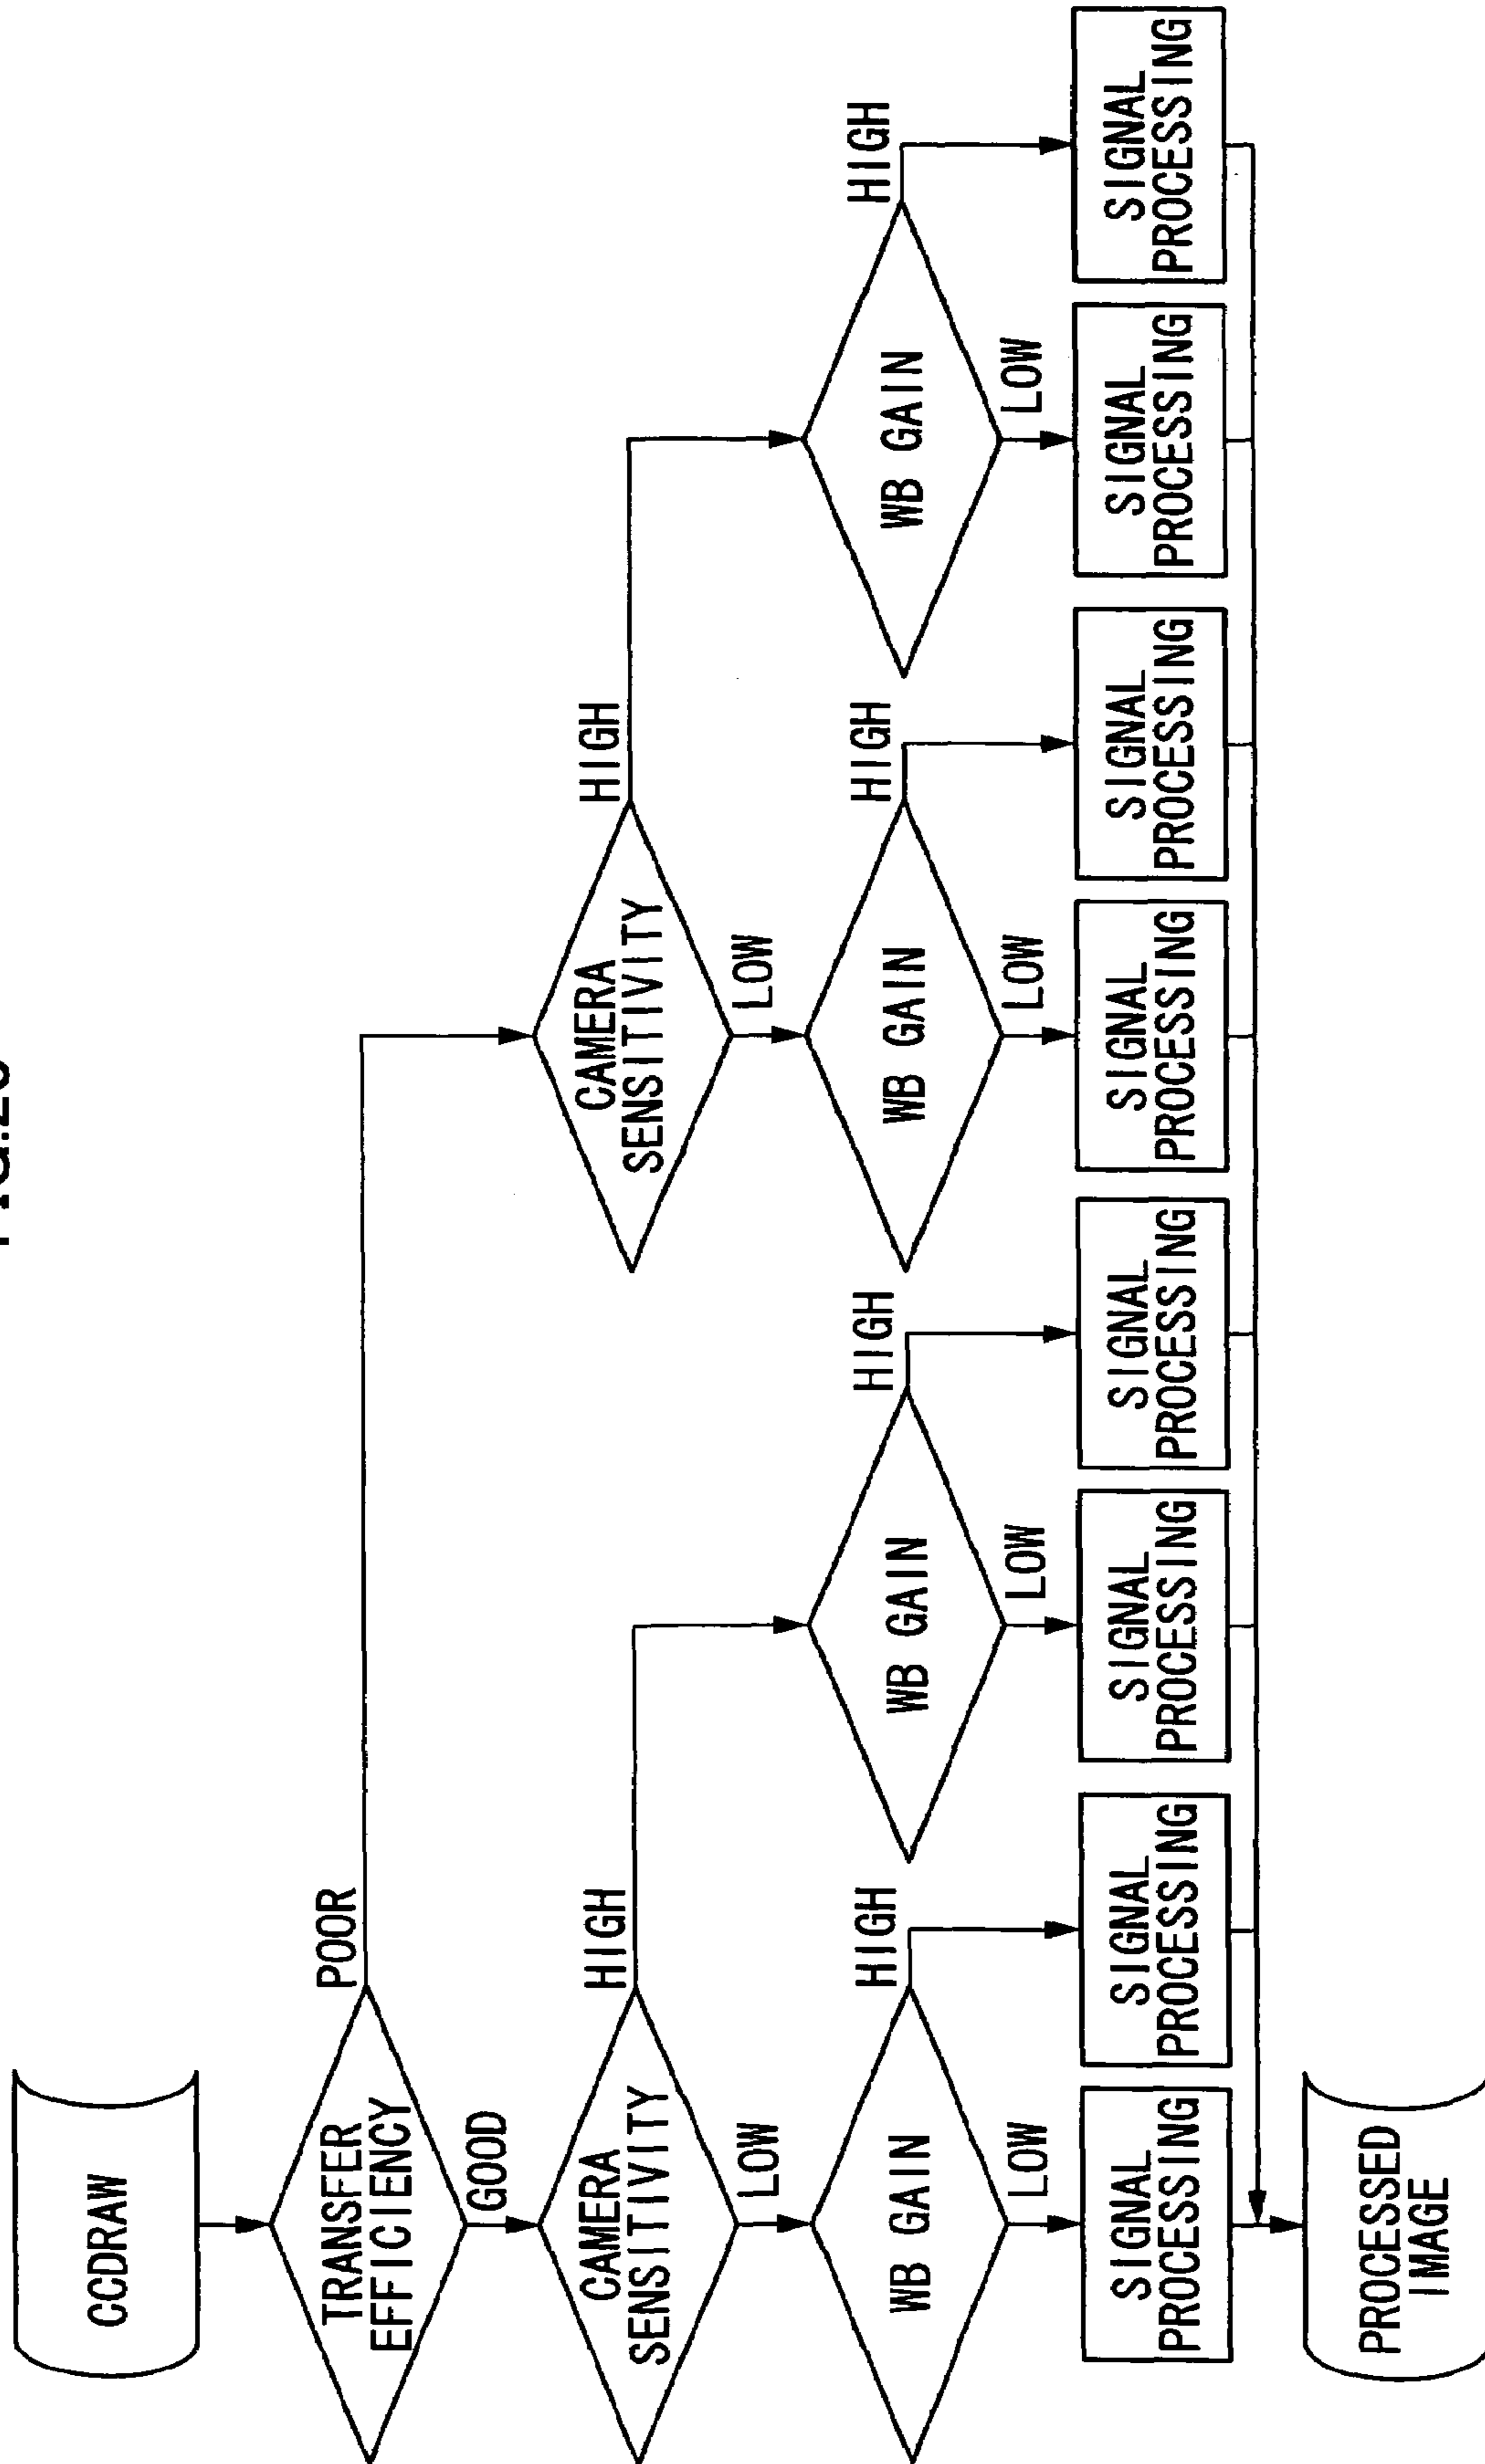 CCDRAW
POOR
TRANSFER
EFFICIENCY
GOOD
HIGH
CAMERA
SENSITIVITY
LOW
HIGH
CAMERA
SENSITIVITY
LOW
HIGH
WB GAIN
LOW
HIGH
WB GAIN
LOW
HIGH
WB GAIN
LOW
HIGH
WB GAIN
LOW
SIGNAL
PROCESSING
SIGNAL
PROCESSING
SIGNAL
PROCESSING
SIGNAL
PROCESSING
SIGNAL
PROCESSING
SIGNAL
PROCESSING
SIGNAL
PROCESSING
SIGNAL
PROCESSING
PROCESSED
IMAGE